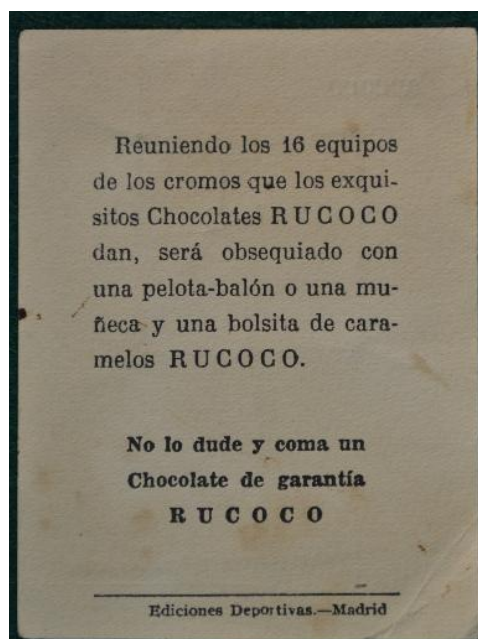 Reuniendo los 16 equipos
de los cromos que los exqui-
sitos Chocolates RUCOCO
dan, será obsequiado con
una pelota-balón o una mu-
ñeca y una bolsita de cara-
melos RUCOCO.
No lo dude y coma un
Chocolate de garantía
RUCOCO
Ediciones Deportivas.—Madrid